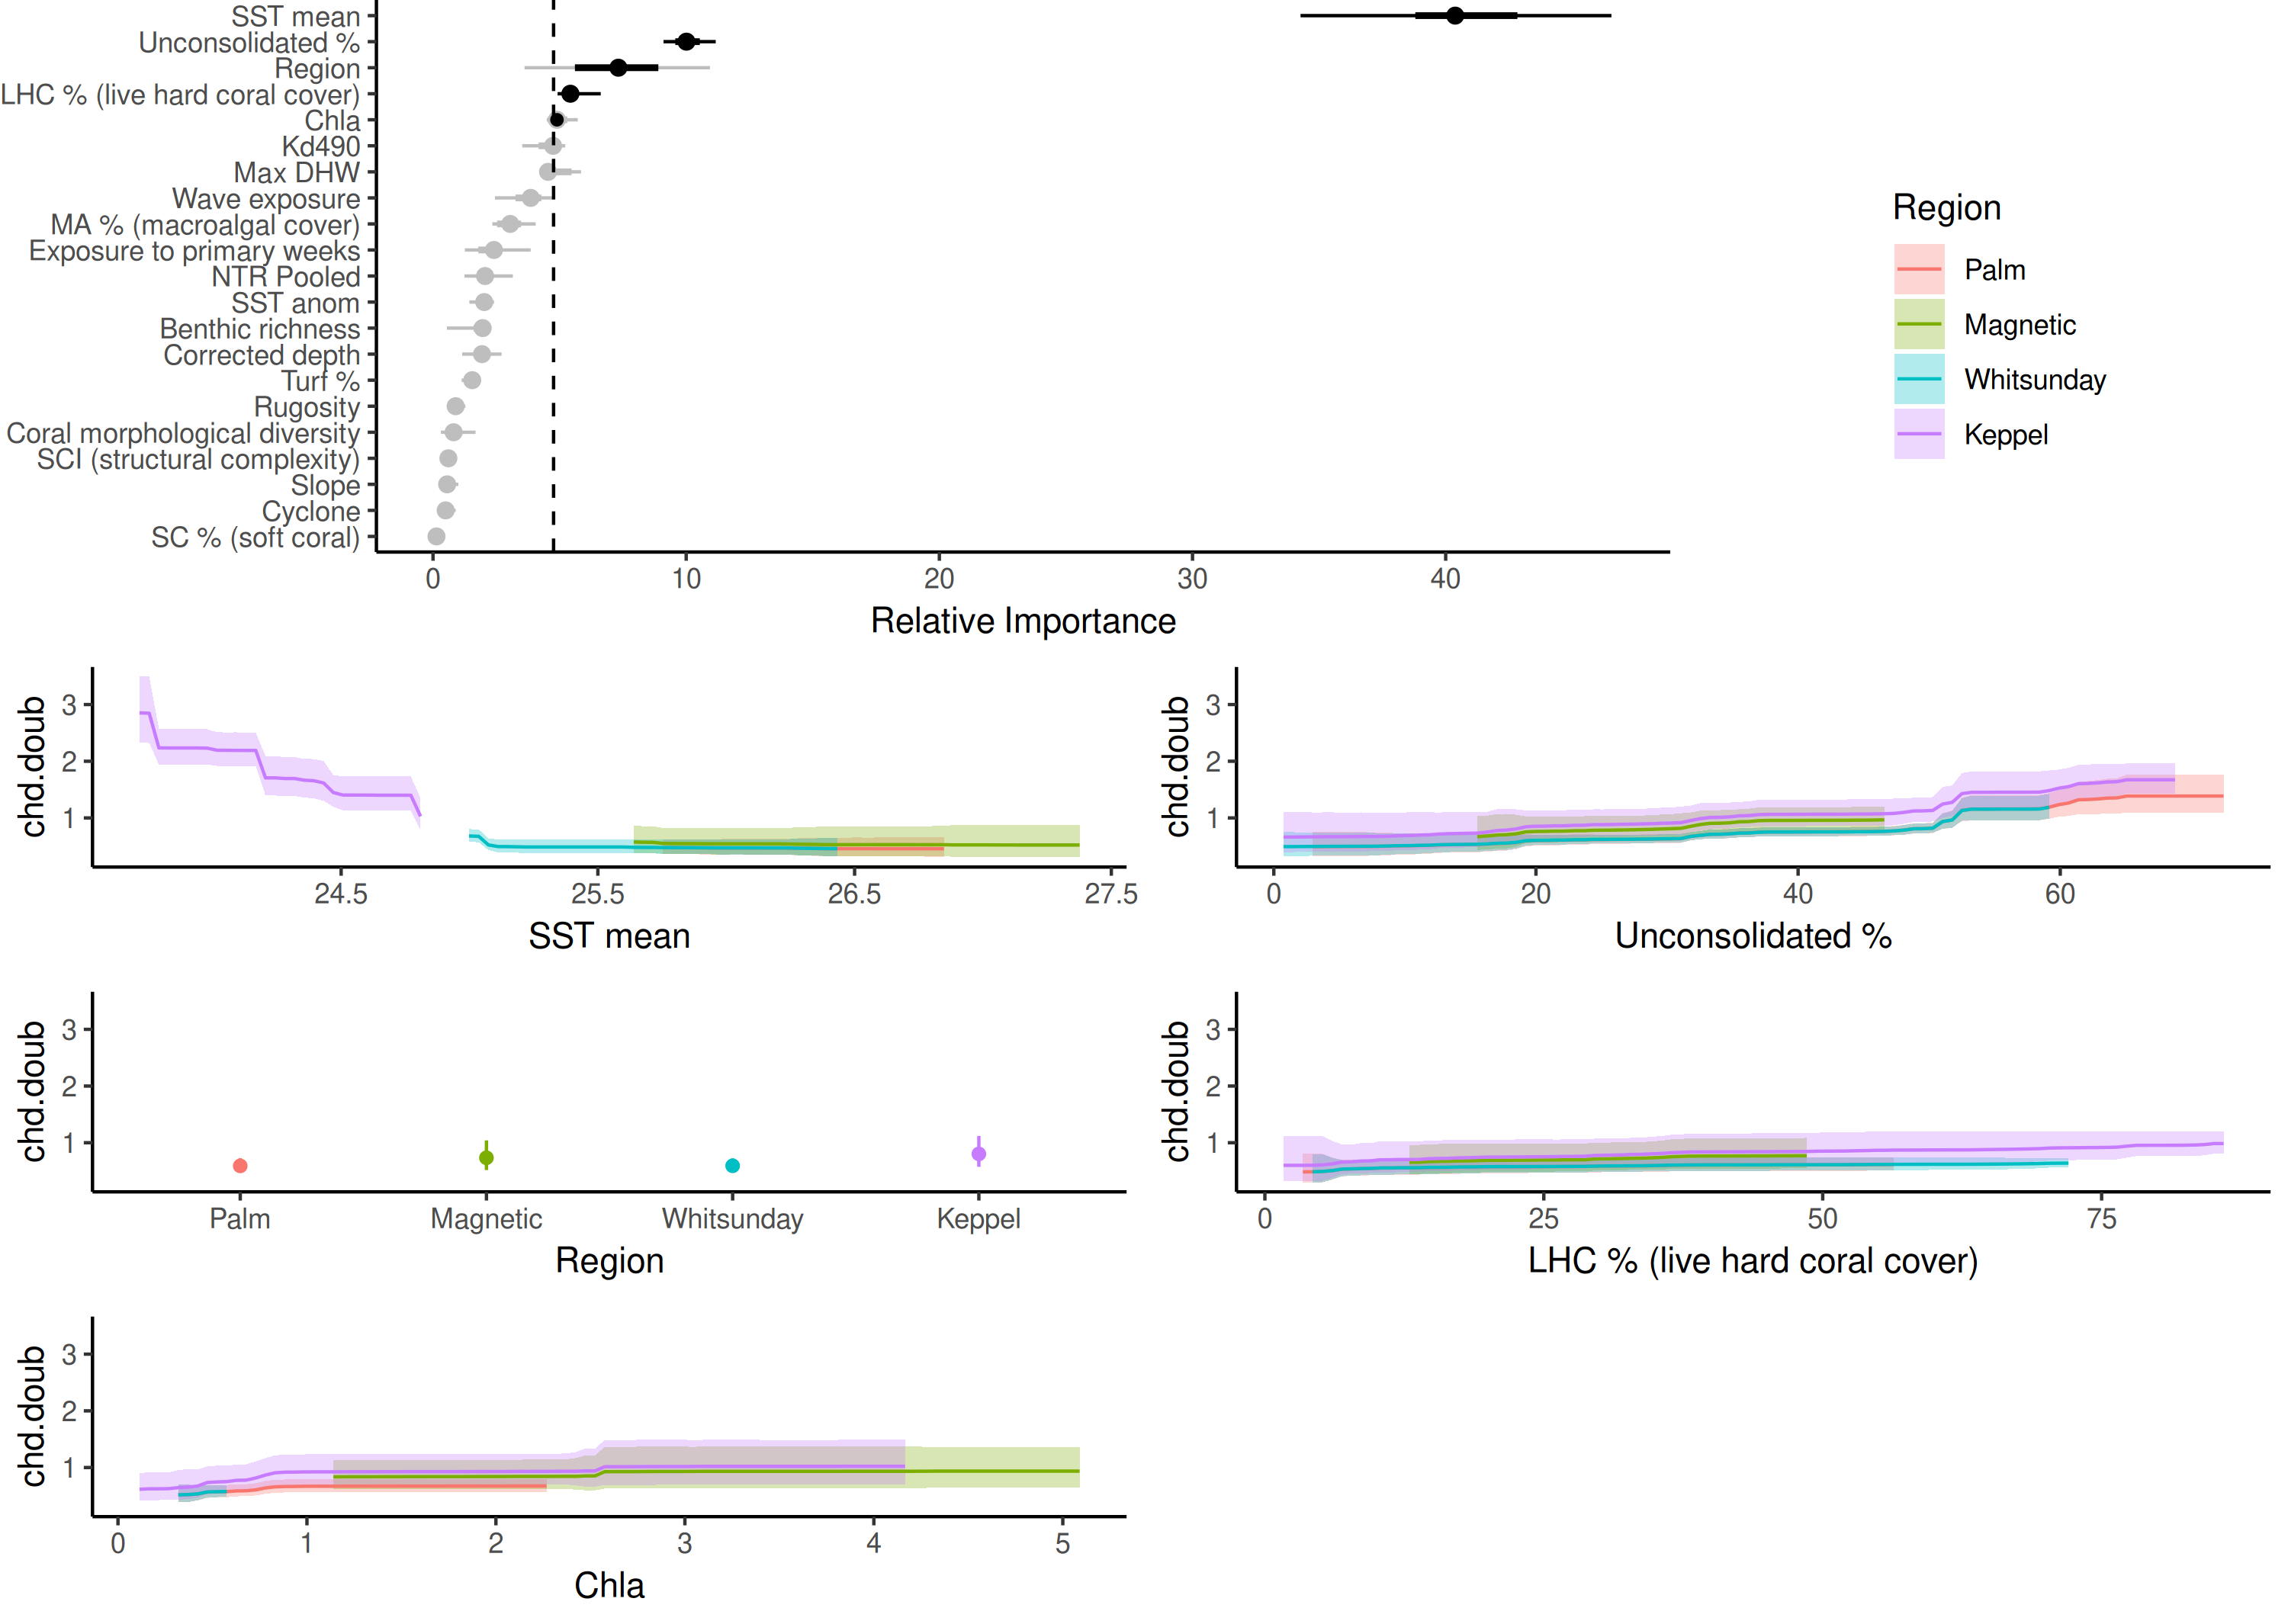 SST mean
Unconsolidated %
Region
LHC % (live hard coral cover)
Chla
Kd490
Max DHW
Wave exposure
MA % (macroalgal cover)
Exposure to primary weeks
NTR Pooled
SST anom
Benthic richness
Corrected depth
Turf %
Rugosity
Coral morphological diversity
SCI (structural complexity)
Slope
Cyclone
SC % (soft coral)
0 10 20 30 40
Relative Importance
Region
Palm
Magnetic
Whitsunday
Keppel
chd.doub
3
2
1
24.5 25.5 26.5 27.5
SST mean
chd.doub
3
2
1
0 20 40 60
Unconsolidated %
chd.doub
3
2
1
Palm Magnetic Whitsunday Keppel
Region
chd.doub
3
2
1
0 25 50 75
LHC % (live hard coral cover)
chd.doub
3
2
1
0 1 2 3 4 5
Chla